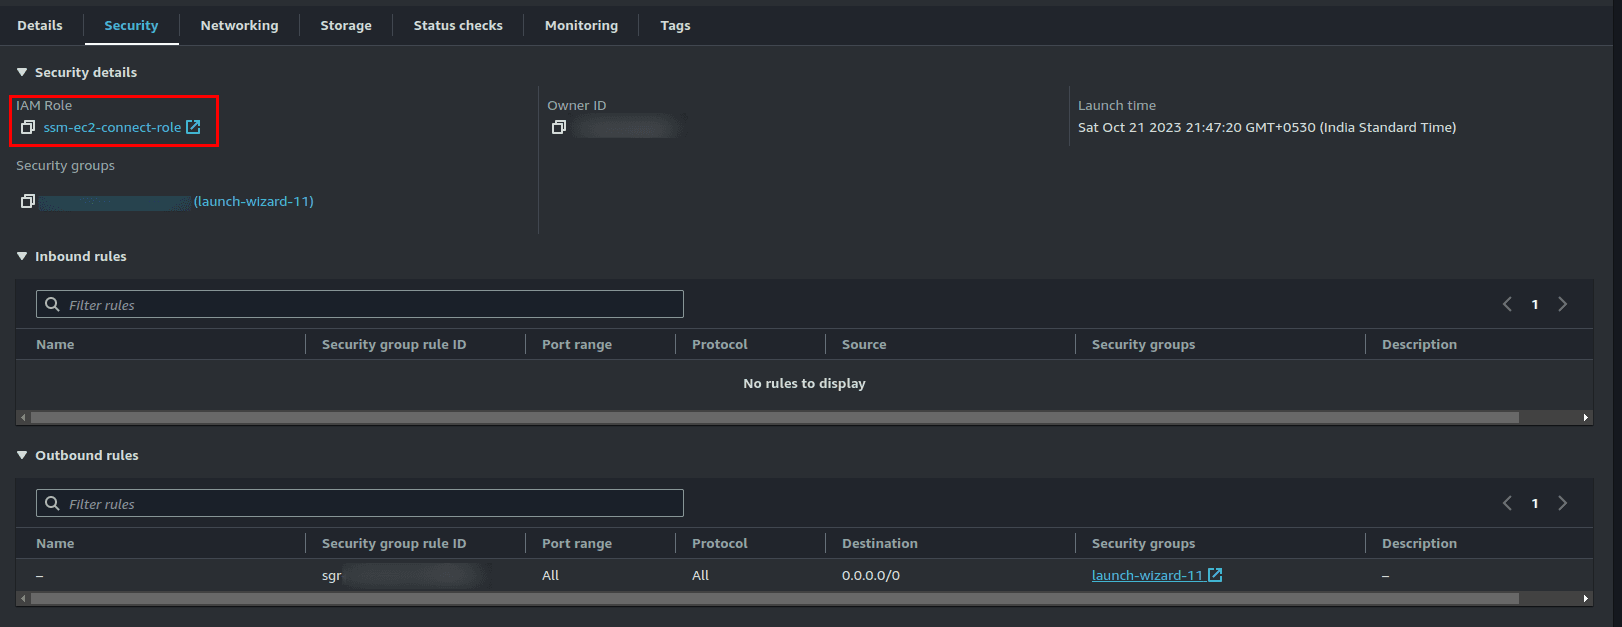 Details Security Networking Storage Status checks Monitoring Tags
Security details
IAM Role
ssm-ec2-connect-role
Security groups
(launch-wizard-11)
Owner ID
Launch time
Sat Oct 21 2023 21:47:20 GMT+0530 (India Standard Time)
Inbound rules
Filter rules
1
Name Security group rule ID Port range Protocol Source Security groups Description
No rules to display
Outbound rules
Filter rules
1
Name Security group rule ID Port range Protocol Destination Security groups Description
– sgr All All 0.0.0.0/0 launch-wizard-11 –